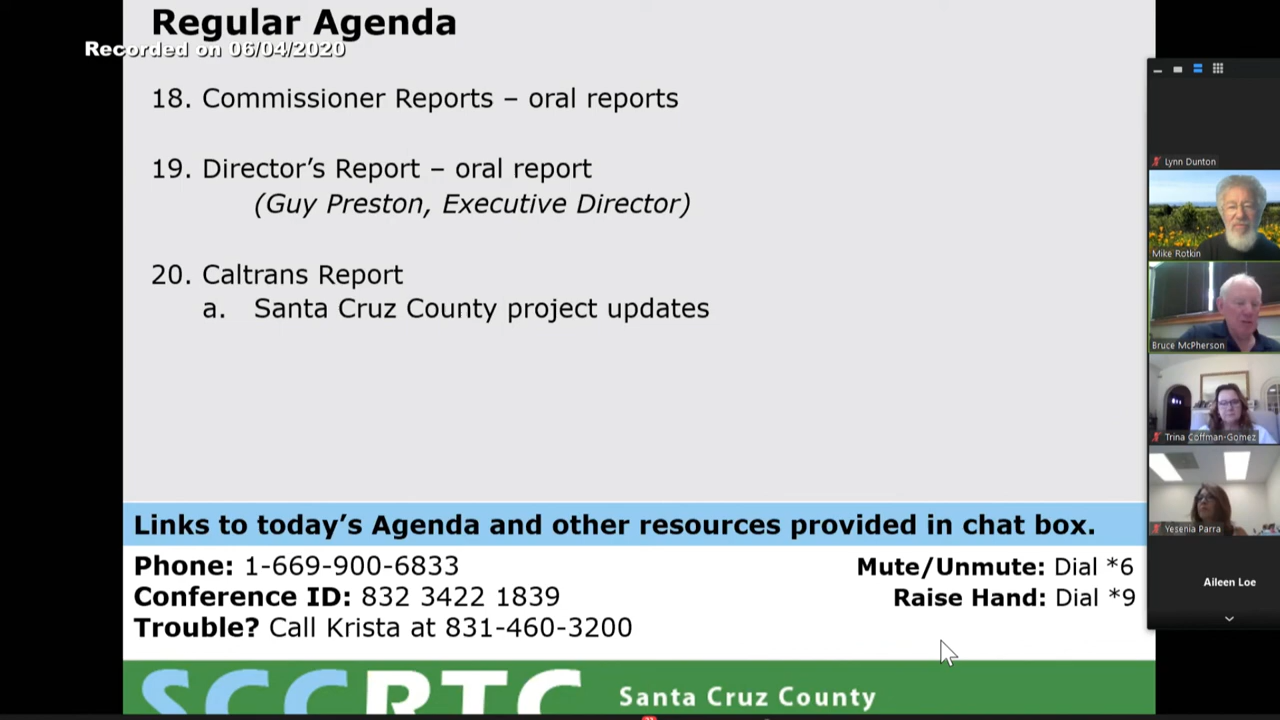 Regular Agenda
Recorded on 06/04/2020
18. Commissioner Reports – oral reports
19. Director's Report – oral report
(Guy Preston, Executive Director)
20. Caltrans Report
a. Santa Cruz County project updates
Links to today's Agenda and other resources provided in chat box.
Phone: 1-669-900-6833
Conference ID: 832 3422 1839
Trouble? Call Krista at 831-460-3200
Mute/Unmute: Dial *6
Raise Hand: Dial *9
SCCRTC
Santa Cruz County
Lynn Dunton
Mike Rotkin
Bruce McPherson
Trina Coffman-Gomez
Yesenia Parra
Aileen Loe